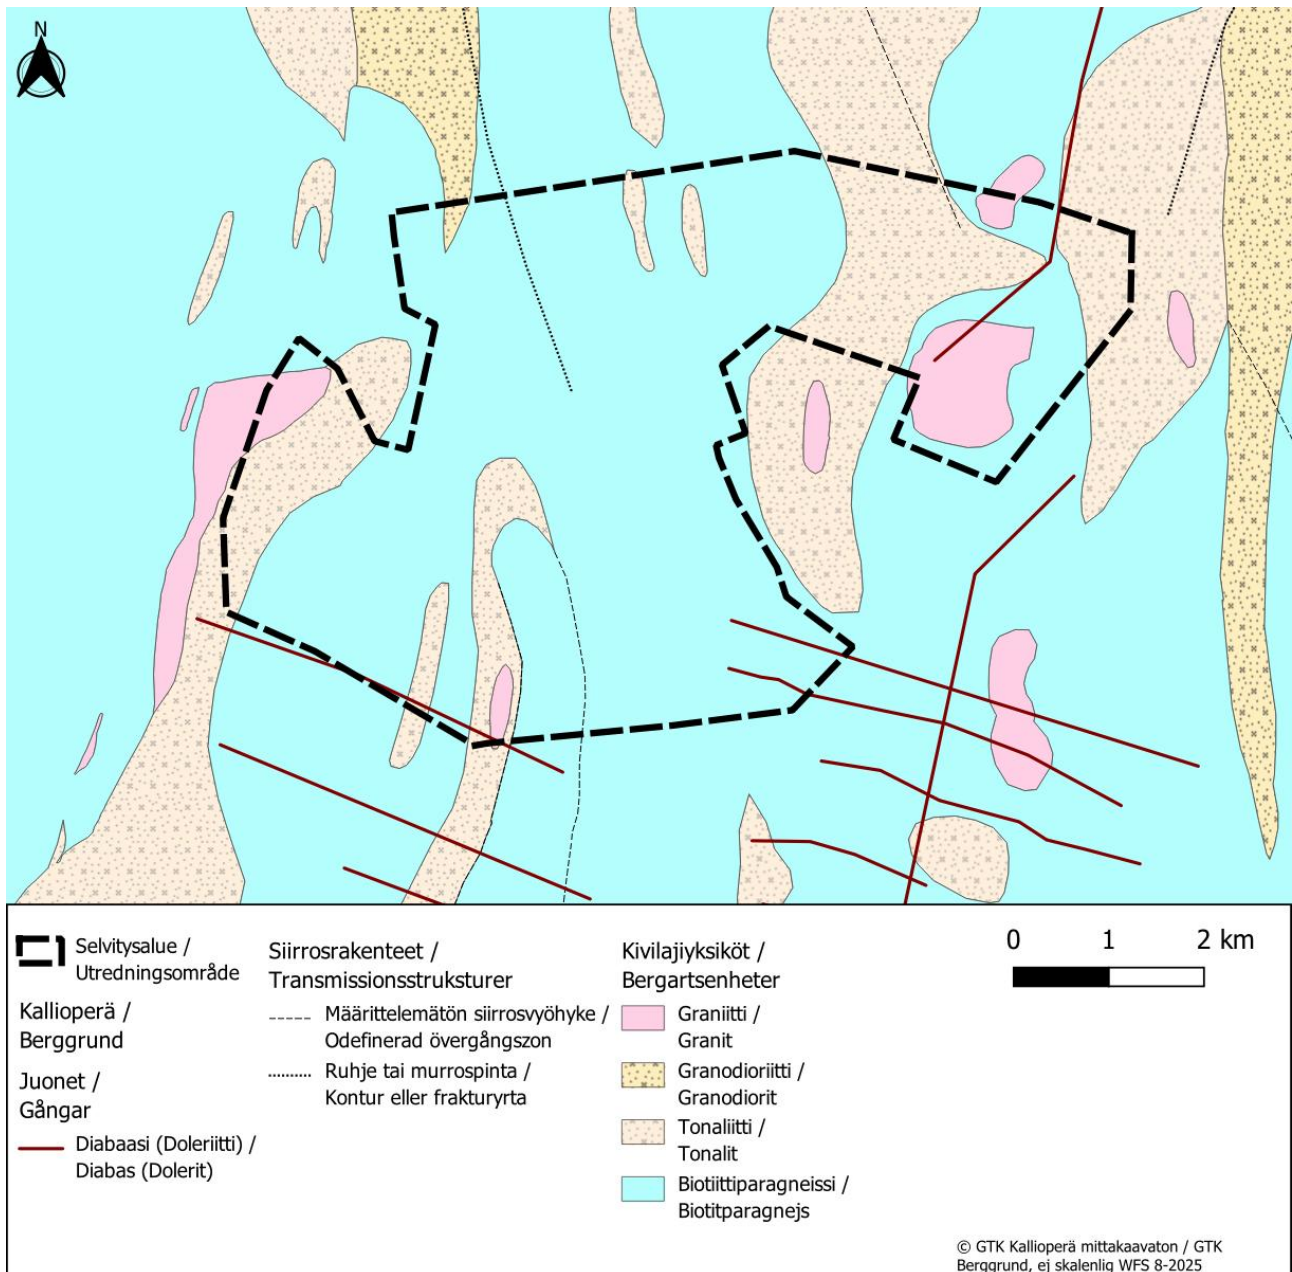 N
Selvitysalue /
Utredningsområde
Kallioperä /
Berggrund
Juonet /
Gångar
Diabaasi (Doleriitti) /
Diabas (Dolerit)
Siirrosrakenteet /
Transmissionsstruksturer
Määrittelemätön siirrosvyöhyke /
Odefinerad övergångszon
Ruhje tai murrospinta /
Kontur eller frakturyrta
Kivilajiyksiköt /
Bergartsenheter
Graniitti /
Granit
Granodioriitti /
Granodiorit
Tonaliitti /
Tonalit
Biotiittiparagneissi /
Biotitparagnejs
0 1 2 km
© GTK Kallioperä mittakaavaton / GTK
Berggrund, ej skalenlig WFS 8-2025